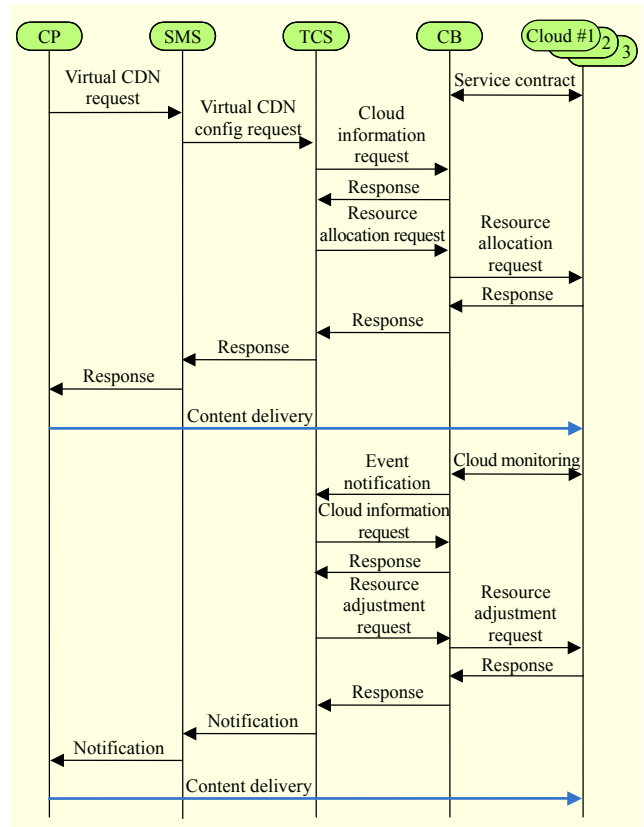 CP
SMS
TCS
CB
Cloud #1
2
3
Service contract
Virtual CDN
request
Virtual CDN
config request
Cloud
information
request
Response
Resource
allocation request
Resource
allocation
request
Response
Response
Response
Response
Content delivery
Cloud monitoring
Event
notification
Cloud information
request
Response
Resource
adjustment
request
Resource
adjustment
request
Response
Response
Notification
Notification
Content delivery